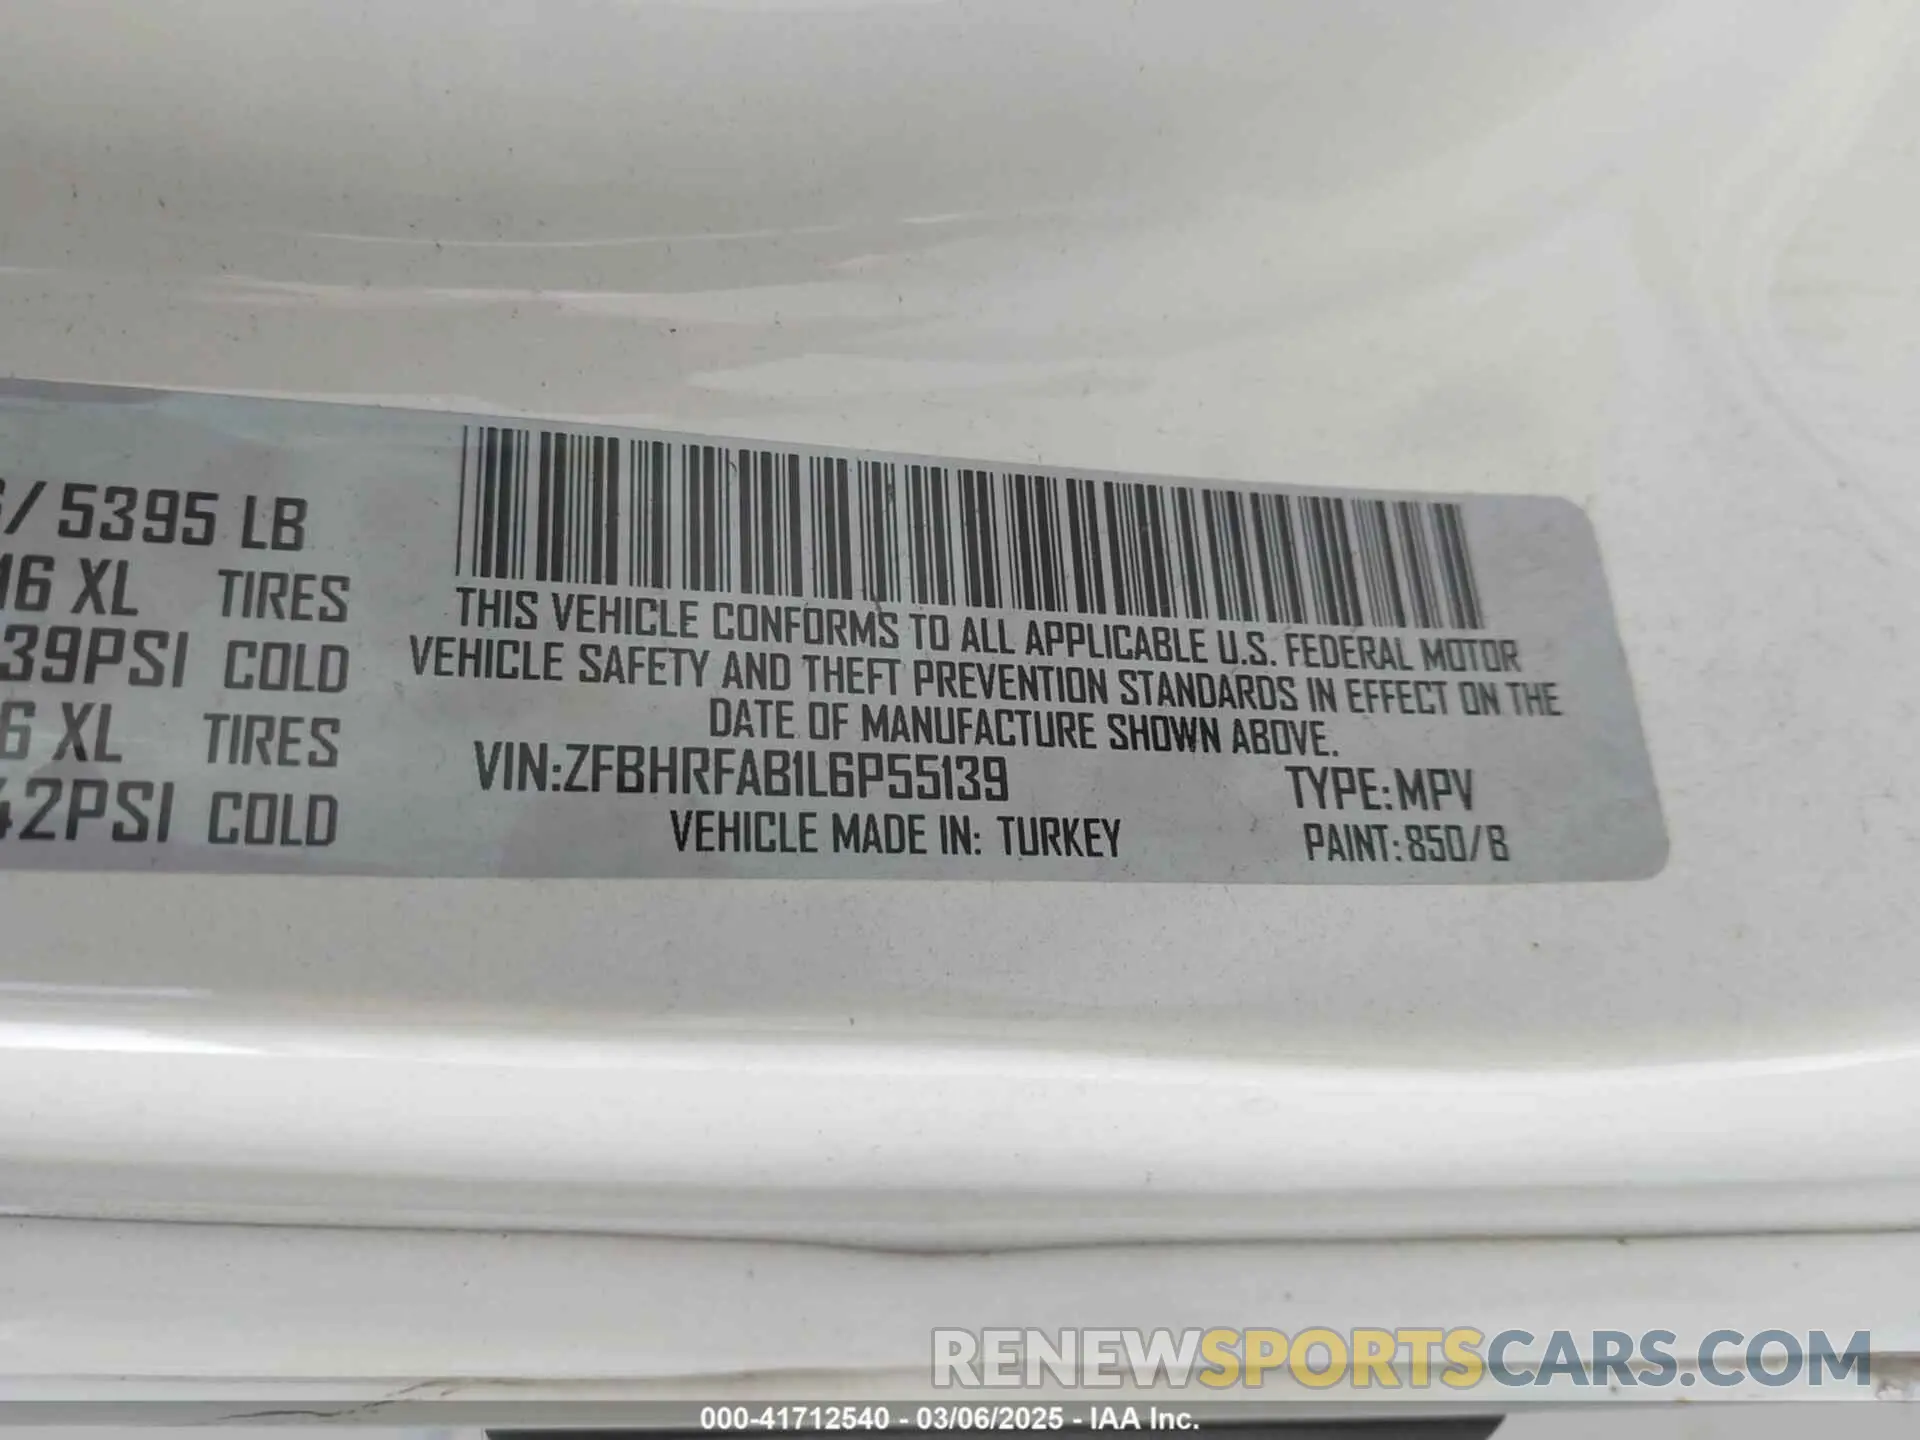 / 5395 LB
16 XL TIRES
39PSI COLD
6 XL TIRES
42PSI COLD
THIS VEHICLE CONFORMS TO ALL APPLICABLE U.S. FEDERAL MOTOR
VEHICLE SAFETY AND THEFT PREVENTION STANDARDS IN EFFECT ON THE
DATE OF MANUFACTURE SHOWN ABOVE.
VIN:ZFBHRFAB1L6P55139 TYPE:MPV
VEHICLE MADE IN: TURKEY PAINT:850/B
RENEWSPORTSCARS.COM
000-41712540 - 03/06/2025 - IAA Inc.